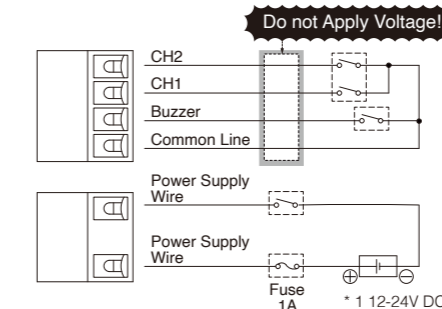 Do not Apply Voltage!
CH2
CH1
Buzzer
Common Line
Power Supply
Wire
Power Supply
Wire
Fuse
1A
* 1 12-24V DC